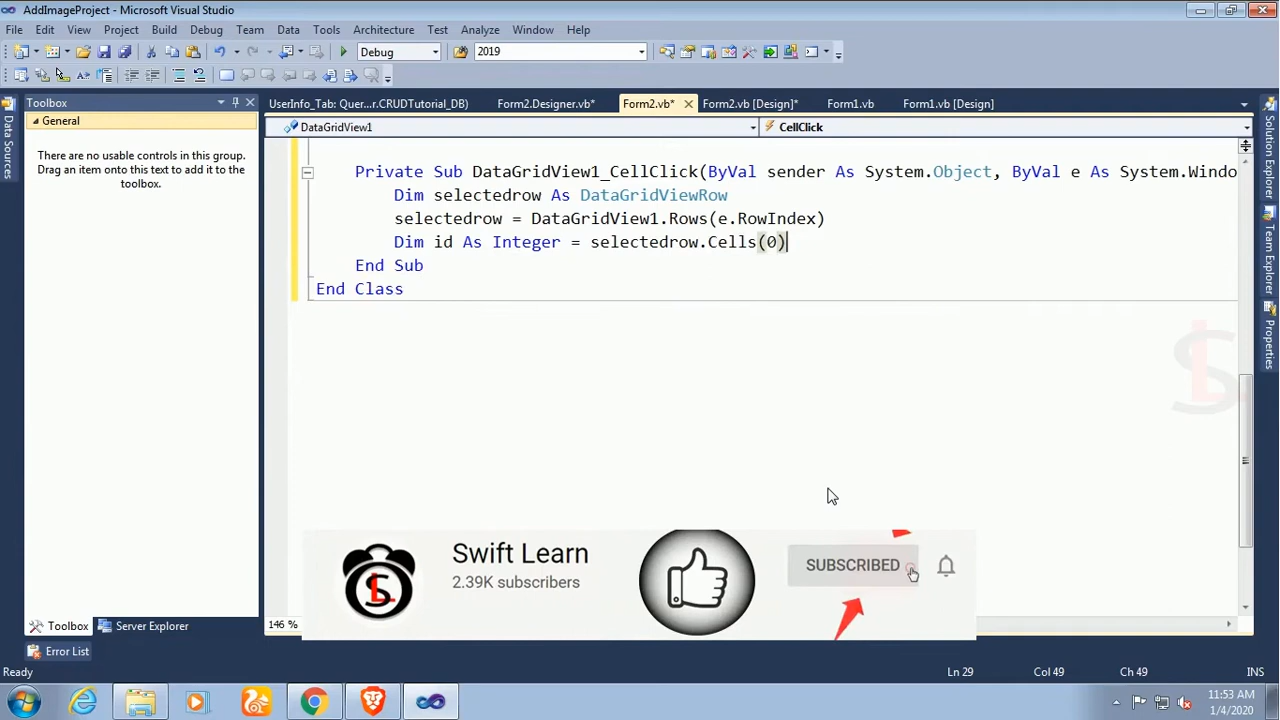 AddImageProject - Microsoft Visual Studio
File Edit View Project Build Debug Team Data Tools Architecture Test Analyze Window Help
Debug 2019
Toolbox
General
There are no usable controls in this group.
Drag an item onto this text to add it to the
toolbox.
Data Sources
UserInfo_Tab: Quer...r.CRUDTutorial_DB) Form2.Designer.vb* Form2.vb* Form2.vb [Design]* Form1.vb Form1.vb [Design]
DataGridView1 CellClick
Private Sub DataGridView1_CellClick(ByVal sender As System.Object, ByVal e As System.Windo
Dim selectedrow As DataGridViewRow
selectedrow = DataGridView1.Rows(e.RowIndex)
Dim id As Integer = selectedrow.Cells(0)
End Sub
End Class
Solution Explorer
Team Explorer
Properties
Swift Learn
2.39K subscribers
SUBSCRIBED
146 %
Toolbox Server Explorer
Error List
Ready Ln 29 Col 49 Ch 49 INS
11:53 AM
1/4/2020